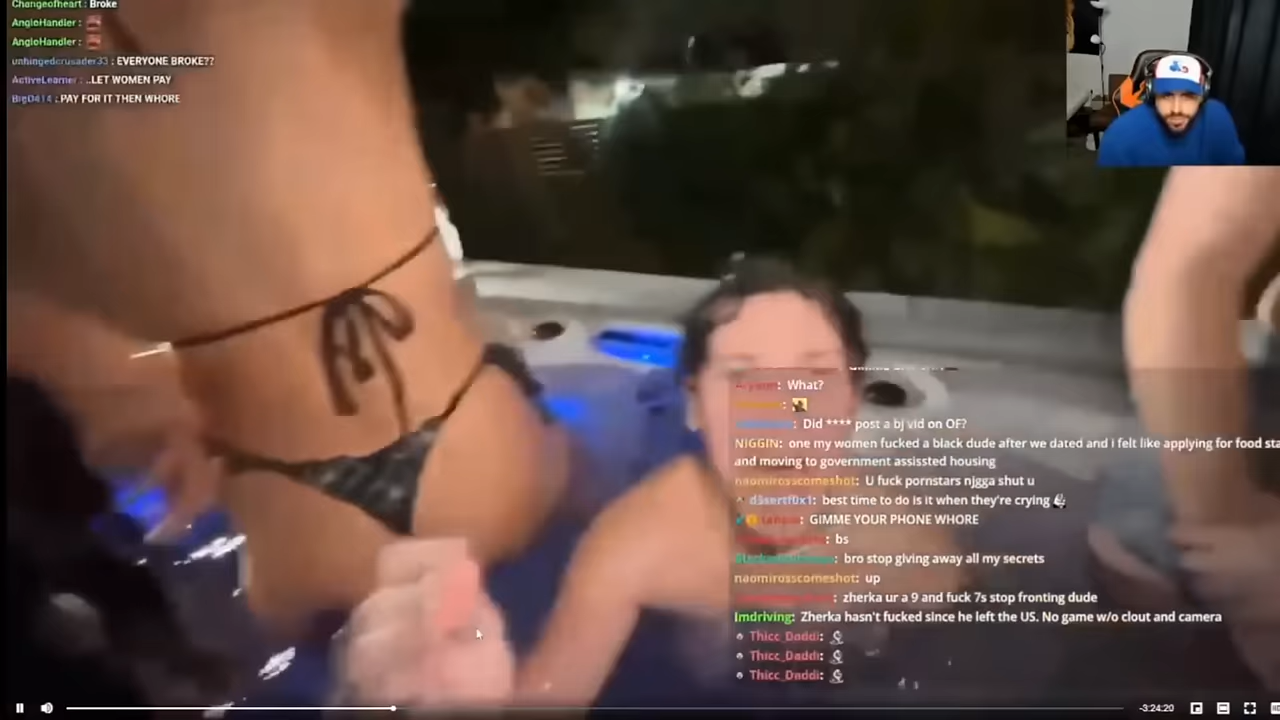 Changeofheart : Broke
AngloHandler :
AngloHandler :
unhingedcrusader33 : EVERYONE BROKE??
ActiveLearner : ..LET WOMEN PAY
BigD414 : .PAY FOR IT THEN WHORE
: What?
:
: Did **** post a bj vid on OF?
NIGGIN: one my women fucked a black dude after we dated and i felt like applying for food sta
and moving to government assissted housing
naomirosscomeshot: U fuck pornstars njgga shut u
d3sertf0x1: best time to do is it when they're crying
: GIMME YOUR PHONE WHORE
: bs
: bro stop giving away all my secrets
naomirosscomeshot: up
: zherka ur a 9 and fuck 7s stop fronting dude
Imdriving: Zherka hasn't fucked since he left the US. No game w/o clout and camera
Thicc_Daddi:
Thicc_Daddi:
Thicc_Daddi:
-3:24:20